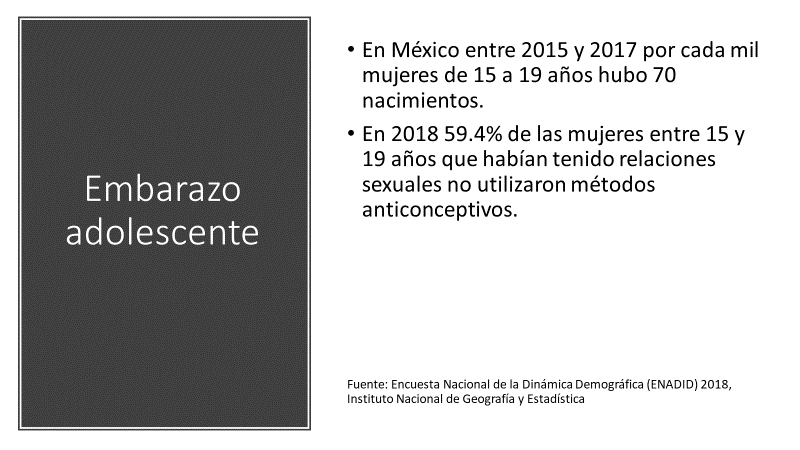 Embarazo
adolescente
• En México entre 2015 y 2017 por cada mil
mujeres de 15 a 19 años hubo 70
nacimientos.
• En 2018 59.4% de las mujeres entre 15 y
19 años que habían tenido relaciones
sexuales no utilizaron métodos
anticonceptivos.
Fuente: Encuesta Nacional de la Dinámica Demográfica (ENADID) 2018,
Instituto Nacional de Geografía y Estadística